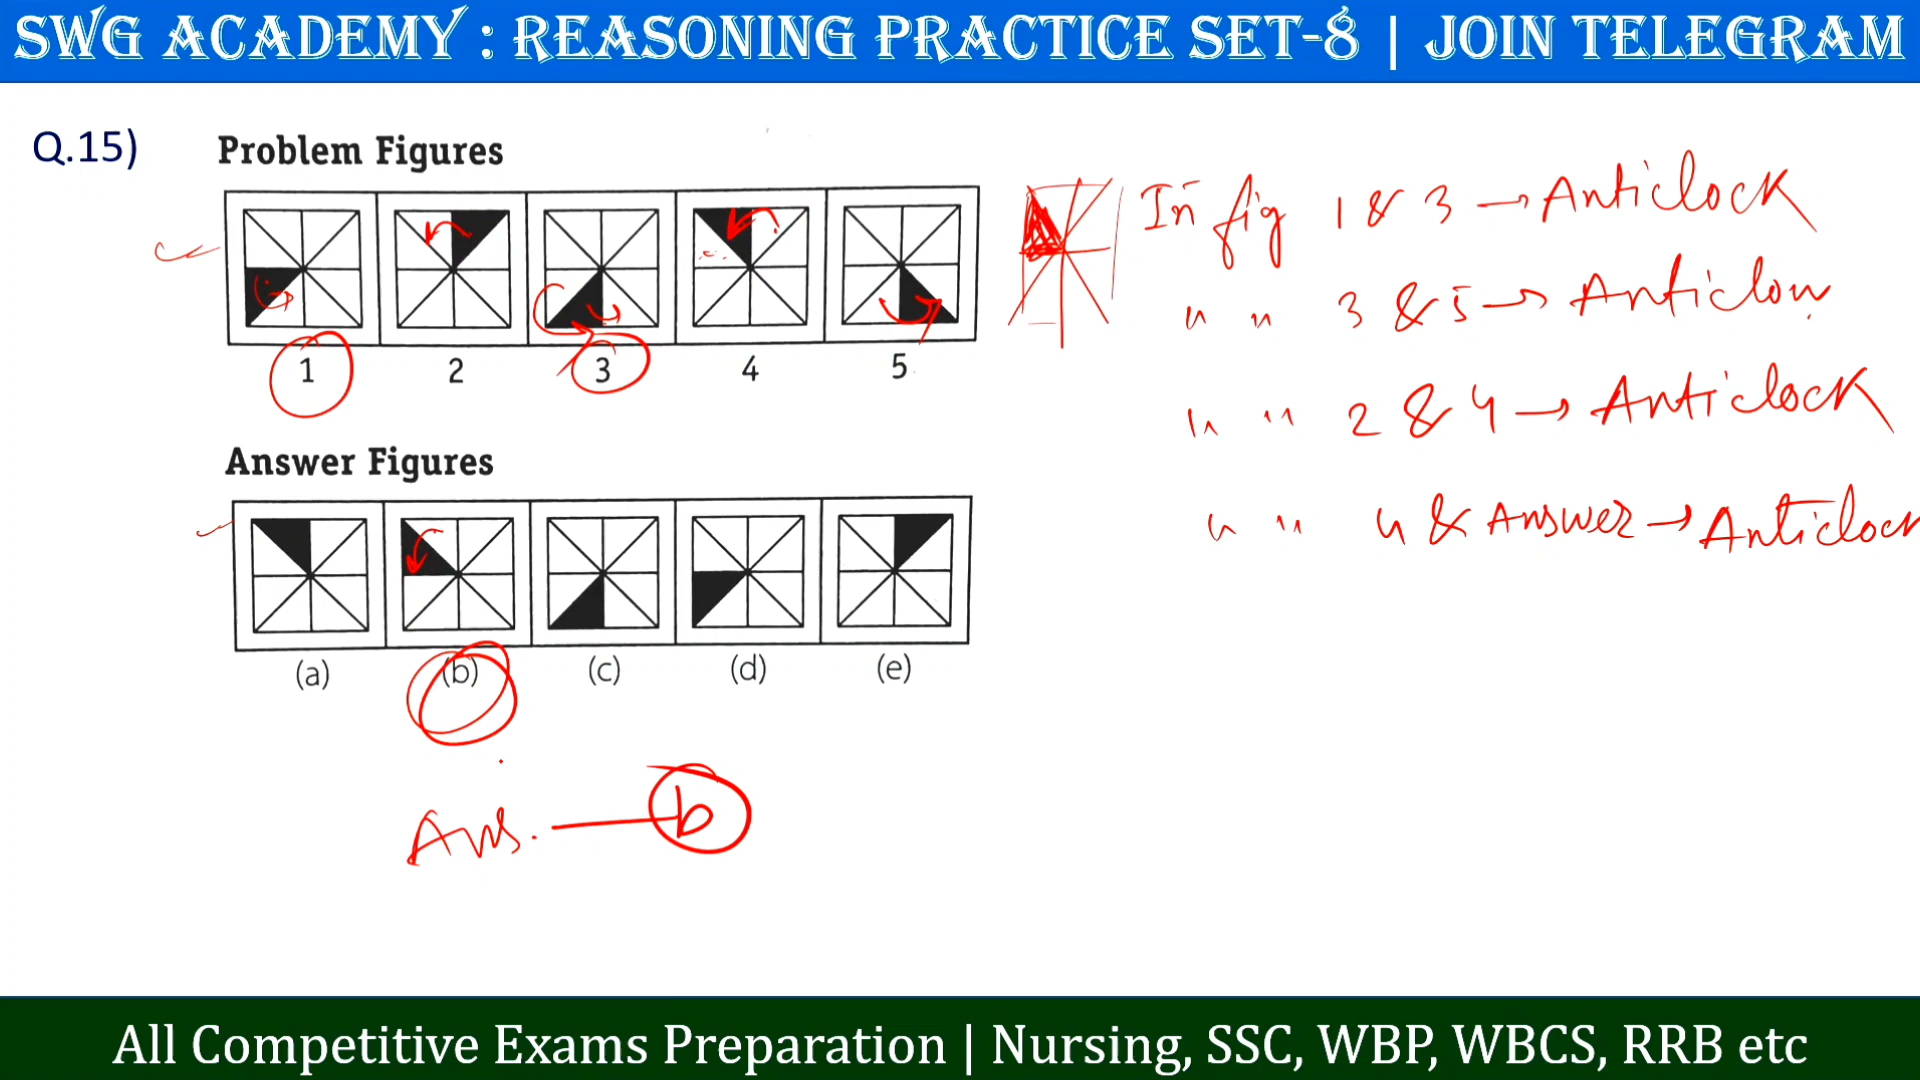 SWG ACADEMY : REASONING PRACTICE SET-8 | JOIN TELEGRAM
Q.15)
Problem Figures
1 2 3 4 5
In fig 1 & 3 → Anticlock
" " 3 & 5 →
" " 2 & 4 → Anticlock
" " 4 & Answer → Anticlock
Answer Figures
(a) (b) (c) (d) (e)
Ans. — b
All Competitive Exams Preparation | Nursing, SSC, WBP, WBCS, RRB etc